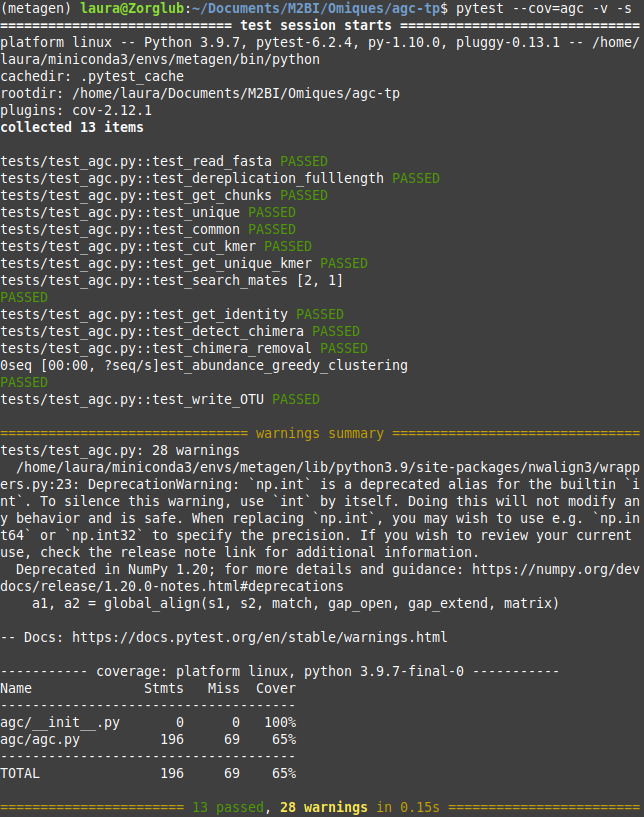 (metagen) laura@Zorglub:~/Documents/M2BI/Omiques/agc-tp$ pytest --cov=agc -v -s
============================= test session starts ==============================
platform linux -- Python 3.9.7, pytest-6.2.4, py-1.10.0, pluggy-0.13.1 -- /home/
laura/miniconda3/envs/metagen/bin/python
cachedir: .pytest_cache
rootdir: /home/laura/Documents/M2BI/Omiques/agc-tp
plugins: cov-2.12.1
collected 13 items
tests/test_agc.py::test_read_fasta PASSED
tests/test_agc.py::test_dereplication_fulllength PASSED
tests/test_agc.py::test_get_chunks PASSED
tests/test_agc.py::test_unique PASSED
tests/test_agc.py::test_common PASSED
tests/test_agc.py::test_cut_kmer PASSED
tests/test_agc.py::test_get_unique_kmer PASSED
tests/test_agc.py::test_search_mates [2, 1]
PASSED
tests/test_agc.py::test_get_identity PASSED
tests/test_agc.py::test_detect_chimera PASSED
tests/test_agc.py::test_chimera_removal PASSED
0seq [00:00, ?seq/s]est_abundance_greedy_clustering
PASSED
tests/test_agc.py::test_write_OTU PASSED
=============================== warnings summary ===============================
tests/test_agc.py: 28 warnings
  /home/laura/miniconda3/envs/metagen/lib/python3.9/site-packages/nwalign3/wrapp
ers.py:23: DeprecationWarning: `np.int` is a deprecated alias for the builtin `i
nt`. To silence this warning, use `int` by itself. Doing this will not modify an
y behavior and is safe. When replacing `np.int`, you may wish to use e.g. `np.in
t64` or `np.int32` to specify the precision. If you wish to review your current
use, check the release note link for additional information.
  Deprecated in NumPy 1.20; for more details and guidance: https://numpy.org/dev
docs/release/1.20.0-notes.html#deprecations
    a1, a2 = global_align(s1, s2, match, gap_open, gap_extend, matrix)
-- Docs: https://docs.pytest.org/en/stable/warnings.html
----------- coverage: platform linux, python 3.9.7-final-0 -----------
Name              Stmts   Miss  Cover
-------------------------------------
agc/__init__.py       0      0   100%
agc/agc.py          196     69    65%
-------------------------------------
TOTAL               196     69    65%
======================= 13 passed, 28 warnings in 0.15s ========================